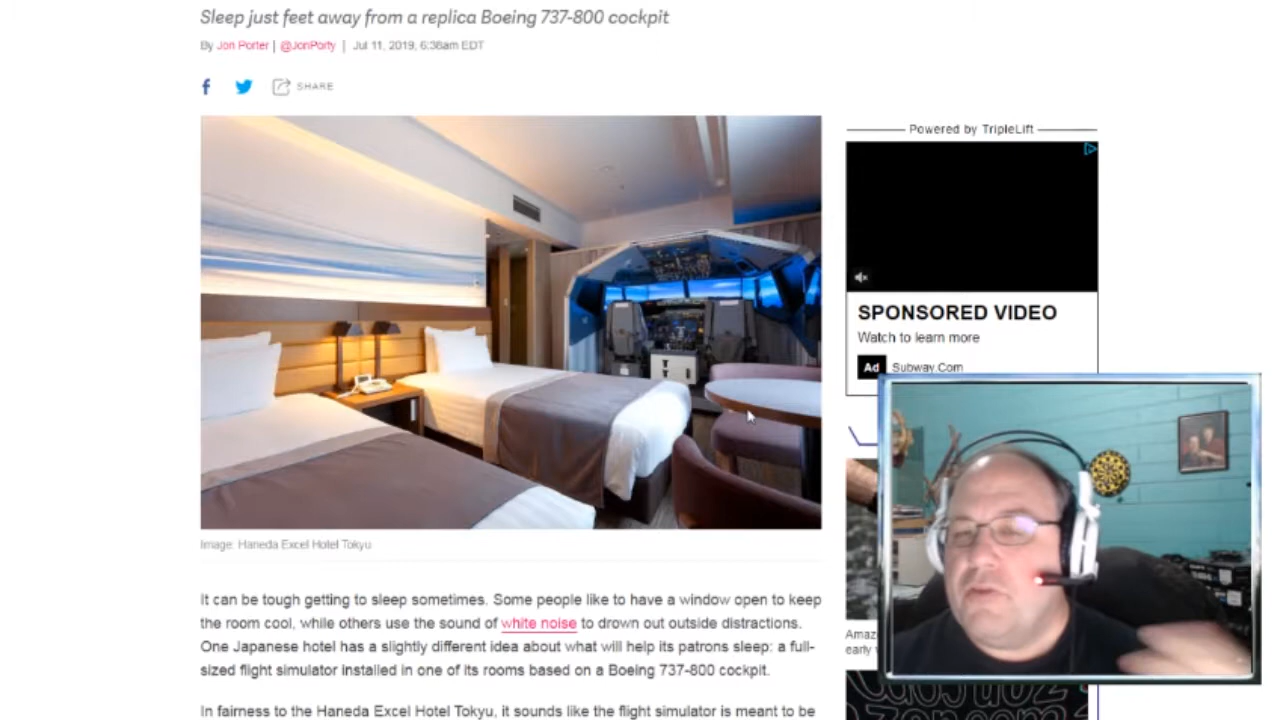 Sleep just feet away from a replica Boeing 737-800 cockpit
By Jon Porter | @JonPorty | Jul 11, 2019, 6:38am EDT
SHARE
Powered by TripleLift
SPONSORED VIDEO
Watch to learn more
Ad Subway.Com
Image: Haneda Excel Hotel Tokyu
It can be tough getting to sleep sometimes. Some people like to have a window open to keep
the room cool, while others use the sound of white noise to drown out outside distractions.
One Japanese hotel has a slightly different idea about what will help its patrons sleep: a full-
sized flight simulator installed in one of its rooms based on a Boeing 737-800 cockpit.
Amaz
early
In fairness to the Haneda Excel Hotel Tokyu, it sounds like the flight simulator is meant to be